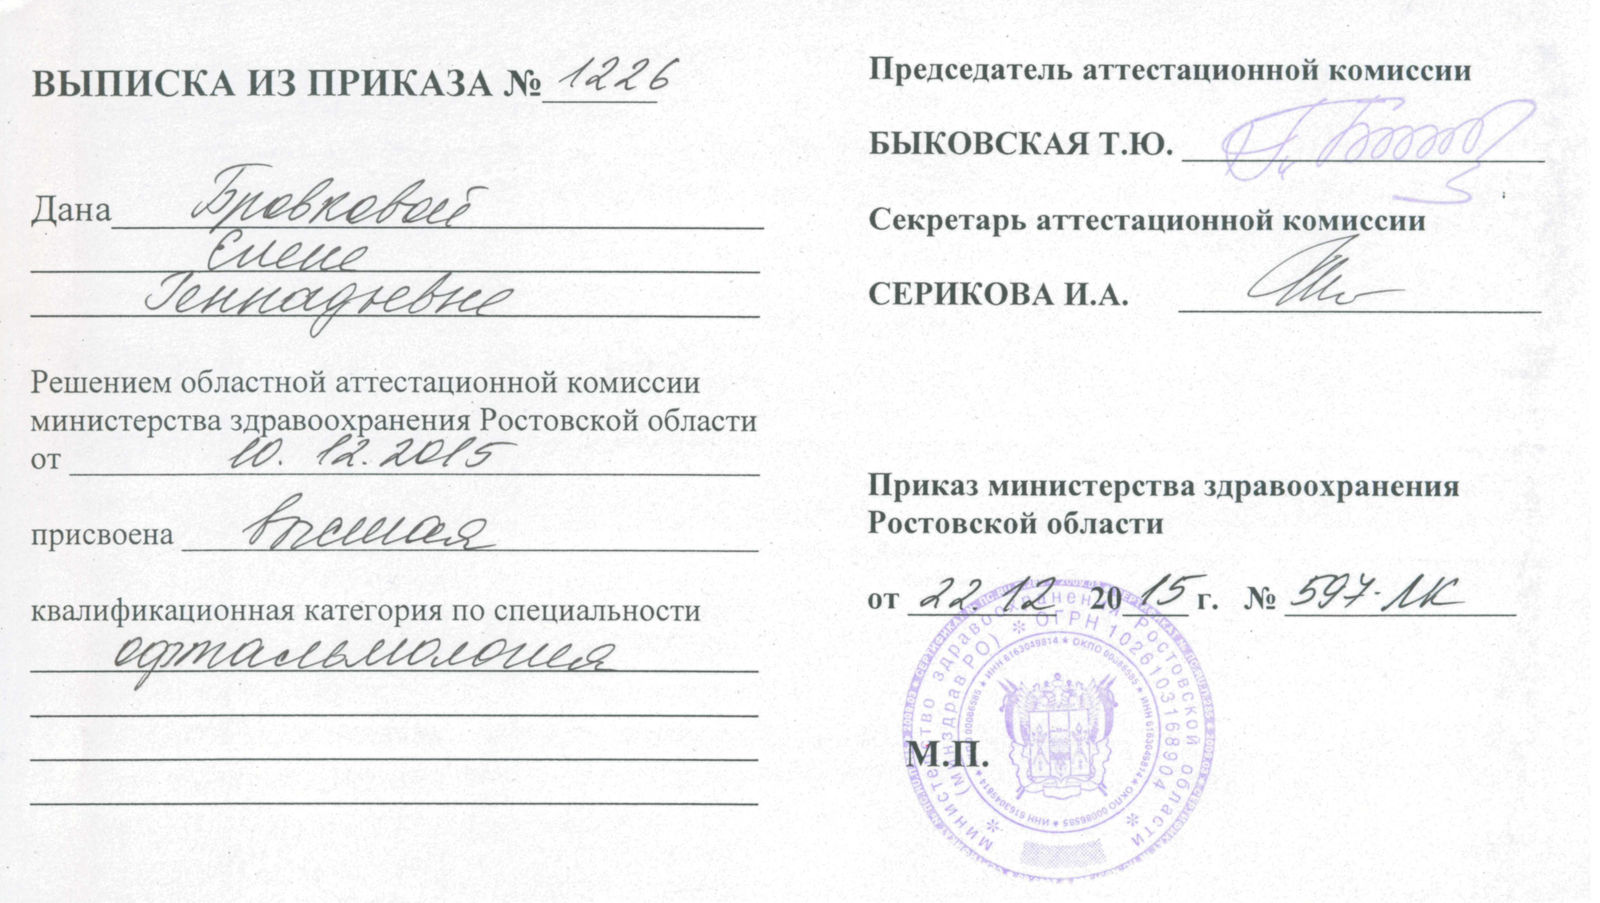 ВЫПИСКА ИЗ ПРИКАЗА № 1226
Дана Бровковой
Елене
Геннадьевне
Решением областной аттестационной комиссии
министерства здравоохранения Ростовской области
от 10.12.2015
присвоена высшая
квалификационная категория по специальности
офтальмология
Председатель аттестационной комиссии
БЫКОВСКАЯ Т.Ю.
Секретарь аттестационной комиссии
СЕРИКОВА И.А.
Приказ министерства здравоохранения
Ростовской области
от 22 12 2015 г. № 597-ЛК
М.П.
* Министерство здравоохранения Ростовской области *
(Минздрав РО) * ОГРН 1026103168904
* ИНН 6163049814 * ОКПО 00086585